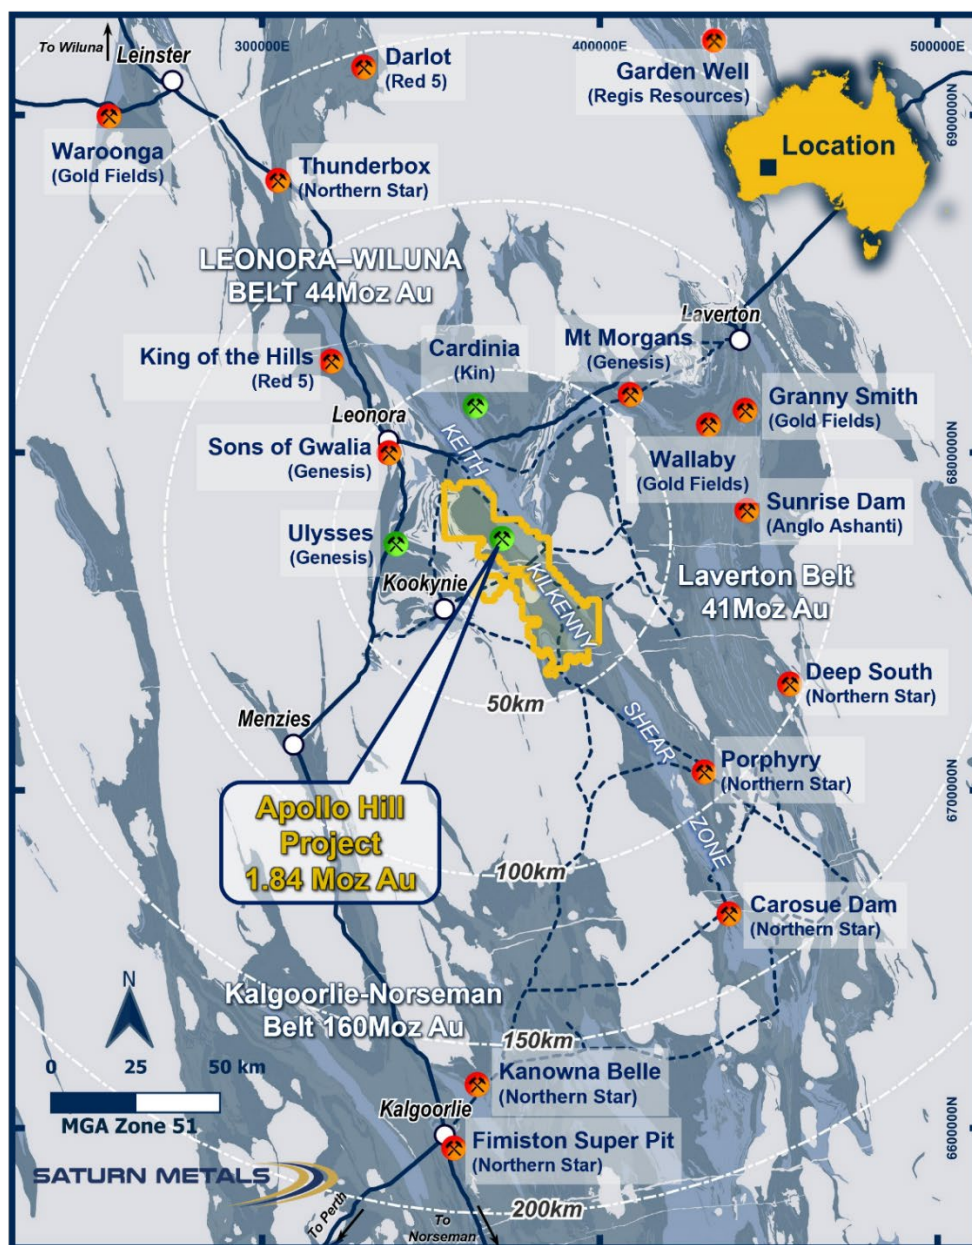 To Wiluna
Leinster
300000E
400000E
500000E
Darlot
(Red 5)
Garden Well
(Regis Resources)
6900000N
Location
Waroonga
(Gold Fields)
Thunderbox
(Northern Star)
LEONORA–WILUNA
BELT 44Moz Au
Laverton
King of the Hills
(Red 5)
Cardinia
(Kin)
Mt Morgans
(Genesis)
Granny Smith
(Gold Fields)
Leonora
Sons of Gwalia
(Genesis)
KEITH
Wallaby
(Gold Fields)
6800000N
Sunrise Dam
(Anglo Ashanti)
Ulysses
(Genesis)
Kookynie
KILKENNY
Laverton Belt
41Moz Au
Deep South
(Northern Star)
50km
Menzies
SHEAR
Porphyry
(Northern Star)
6700000N
Apollo Hill
Project
1.84 Moz Au
ZONE
100km
Carosue Dam
(Northern Star)
N
Kalgoorlie-Norseman
Belt 160Moz Au
150km
0 25 50 km
MGA Zone 51
Kanowna Belle
(Northern Star)
Kalgoorlie
Fimiston Super Pit
(Northern Star)
6600000N
SATURN METALS
200km
To Perth
To
Norseman